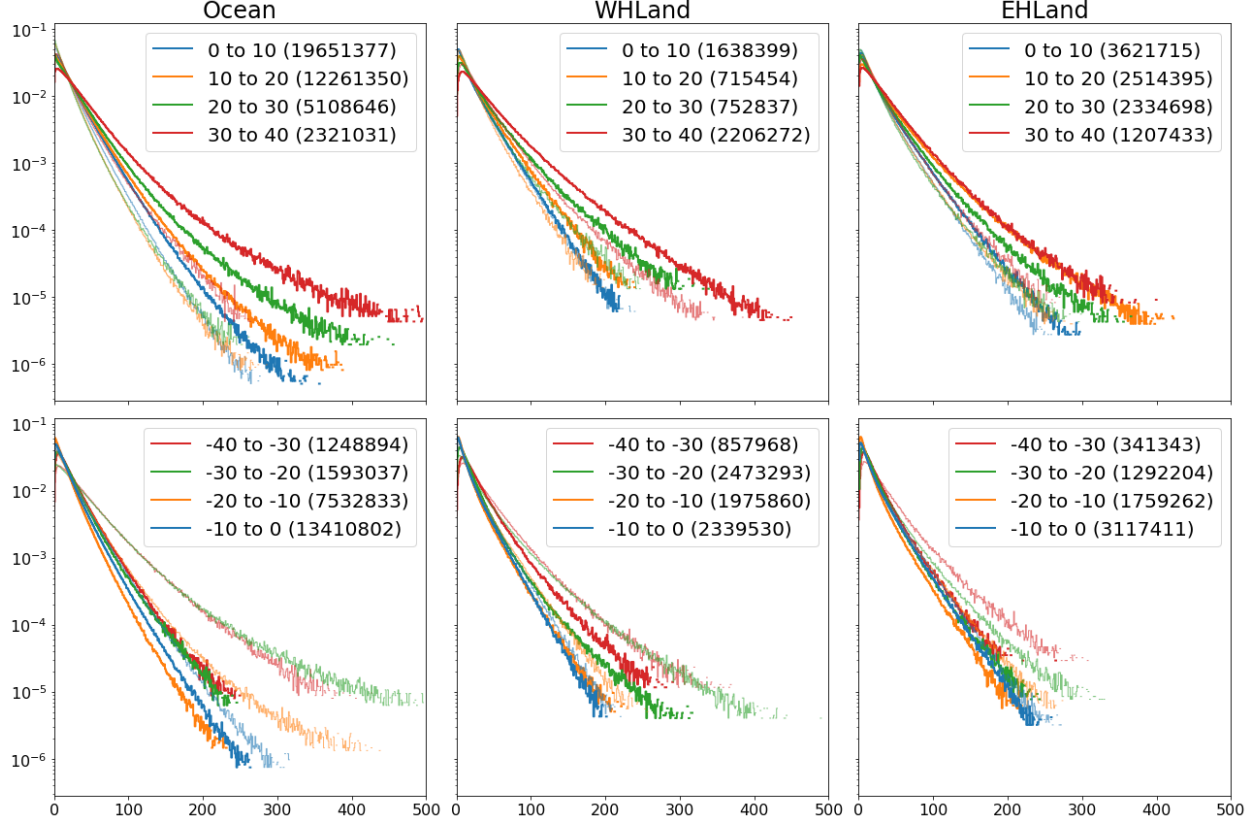 Ocean
WHLand
EHLand
10⁻¹
10⁻²
10⁻³
10⁻⁴
10⁻⁵
10⁻⁶
0 to 10 (19651377)
10 to 20 (12261350)
20 to 30 (5108646)
30 to 40 (2321031)
0 to 10 (1638399)
10 to 20 (715454)
20 to 30 (752837)
30 to 40 (2206272)
0 to 10 (3621715)
10 to 20 (2514395)
20 to 30 (2334698)
30 to 40 (1207433)
10⁻¹
10⁻²
10⁻³
10⁻⁴
10⁻⁵
10⁻⁶
-40 to -30 (1248894)
-30 to -20 (1593037)
-20 to -10 (7532833)
-10 to 0 (13410802)
-40 to -30 (857968)
-30 to -20 (2473293)
-20 to -10 (1975860)
-10 to 0 (2339530)
-40 to -30 (341343)
-30 to -20 (1292204)
-20 to -10 (1759262)
-10 to 0 (3117411)
0 100 200 300 400 500
0 100 200 300 400 500
0 100 200 300 400 500